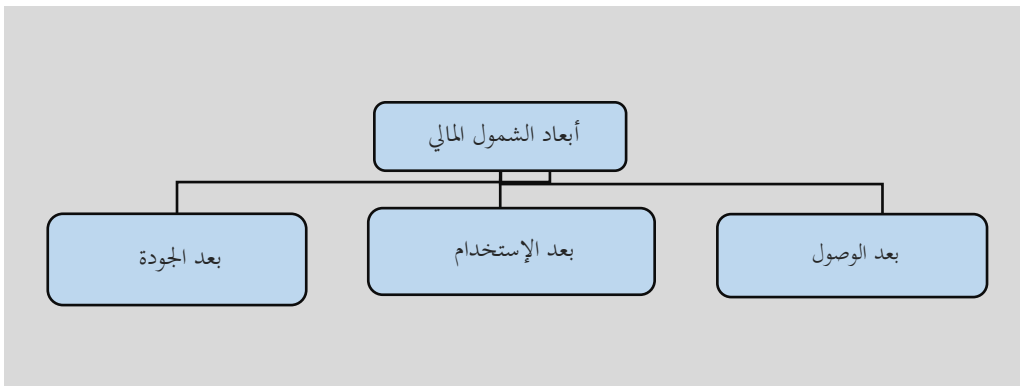 أبعاد الشمول المالي
بعد الوصول
بعد الإستخدام
بعد الجودة